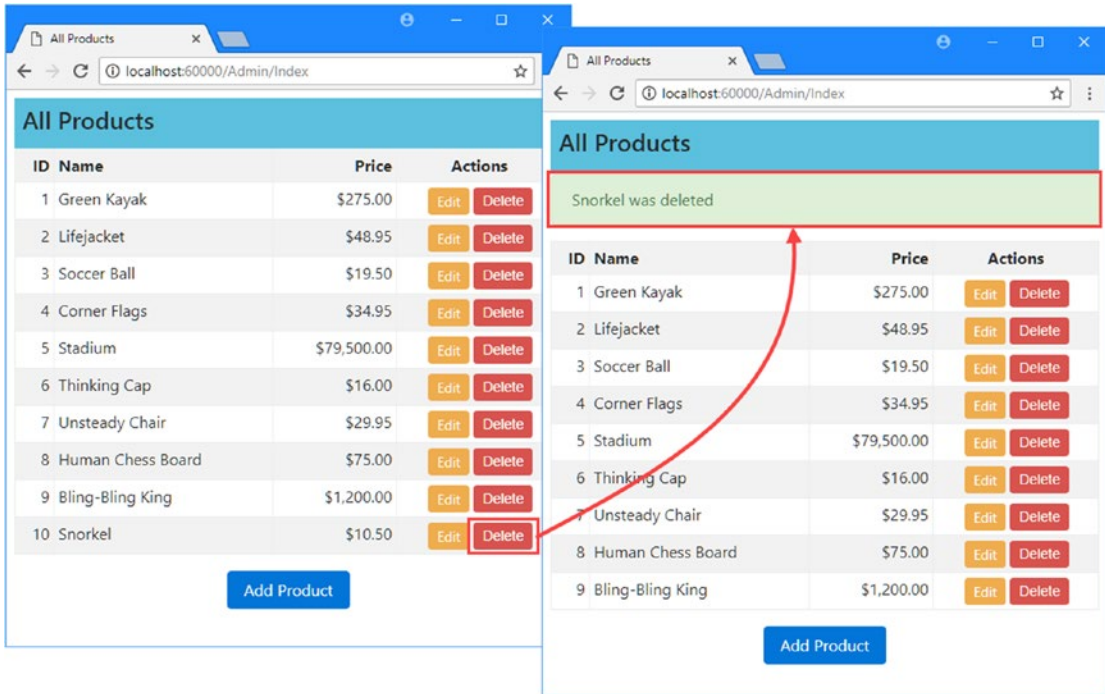 All Products
localhost:60000/Admin/Index
All Products
ID Name Price Actions
1 Green Kayak $275.00 Edit Delete
2 Lifejacket $48.95 Edit Delete
3 Soccer Ball $19.50 Edit Delete
4 Corner Flags $34.95 Edit Delete
5 Stadium $79,500.00 Edit Delete
6 Thinking Cap $16.00 Edit Delete
7 Unsteady Chair $29.95 Edit Delete
8 Human Chess Board $75.00 Edit Delete
9 Bling-Bling King $1,200.00 Edit Delete
10 Snorkel $10.50 Edit Delete
Add Product
All Products
localhost:60000/Admin/Index
All Products
Snorkel was deleted
ID Name Price Actions
1 Green Kayak $275.00 Edit Delete
2 Lifejacket $48.95 Edit Delete
3 Soccer Ball $19.50 Edit Delete
4 Corner Flags $34.95 Edit Delete
5 Stadium $79,500.00 Edit Delete
6 Thinking Cap $16.00 Edit Delete
7 Unsteady Chair $29.95 Edit Delete
8 Human Chess Board $75.00 Edit Delete
9 Bling-Bling King $1,200.00 Edit Delete
Add Product